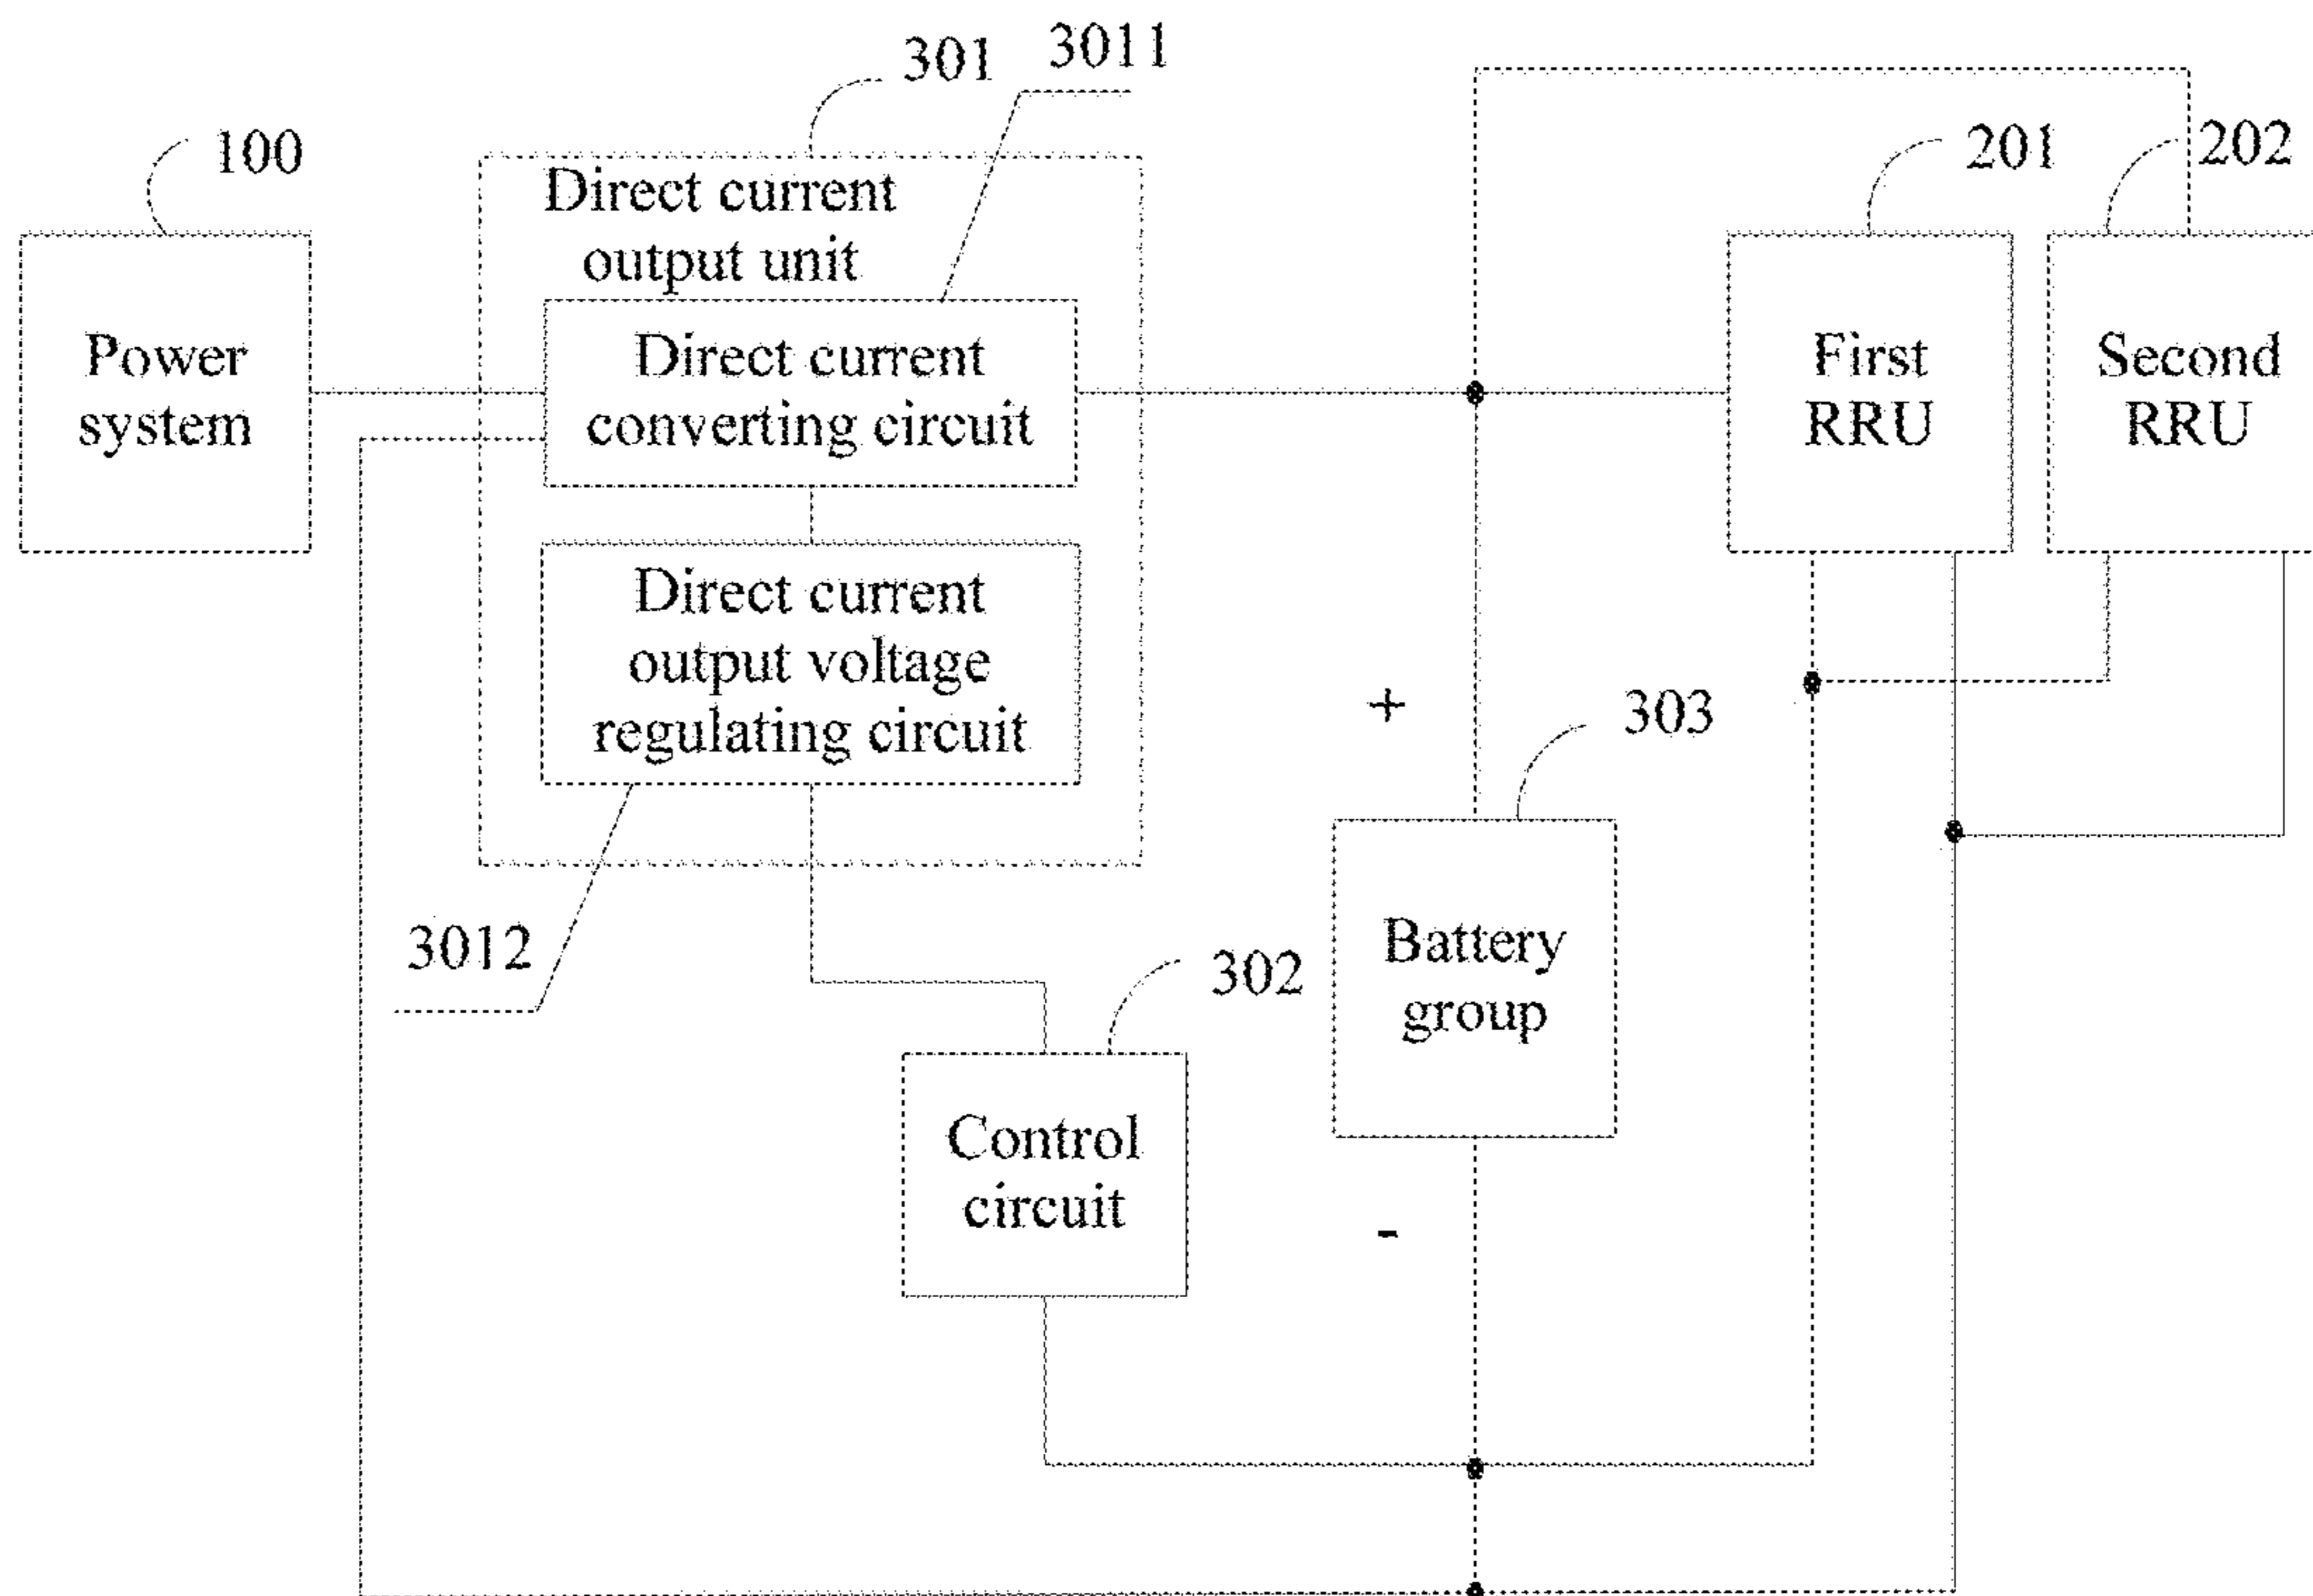 3011
301
100
201
202
Direct current
output unit
Power
system
Direct current
converting circuit
First
RRU
Second
RRU
Direct current
output voltage
regulating circuit
+
303
3012
302
Battery
group
Control
circuit
-